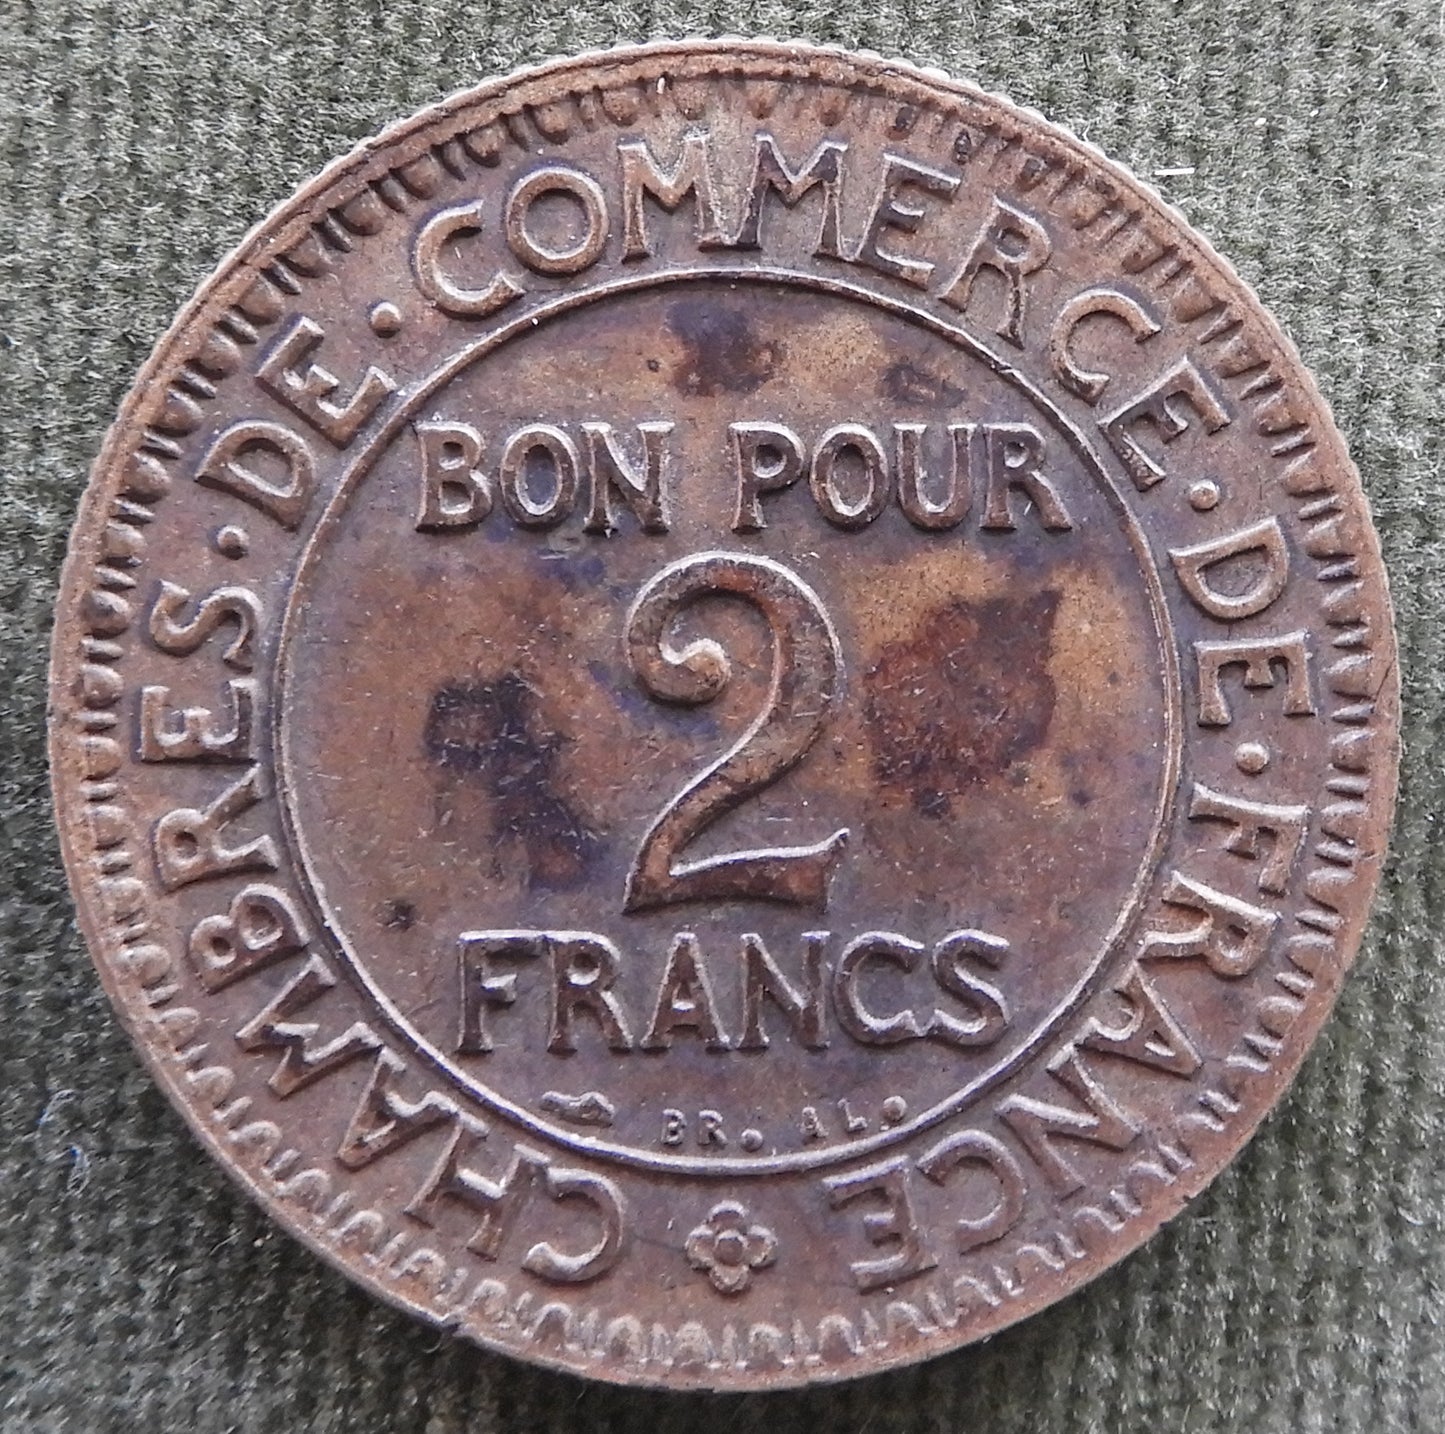 CHAMBRES·DE·COMMERCE·DE·FRANCE
BON POUR
2
FRANCS
BR. AL.